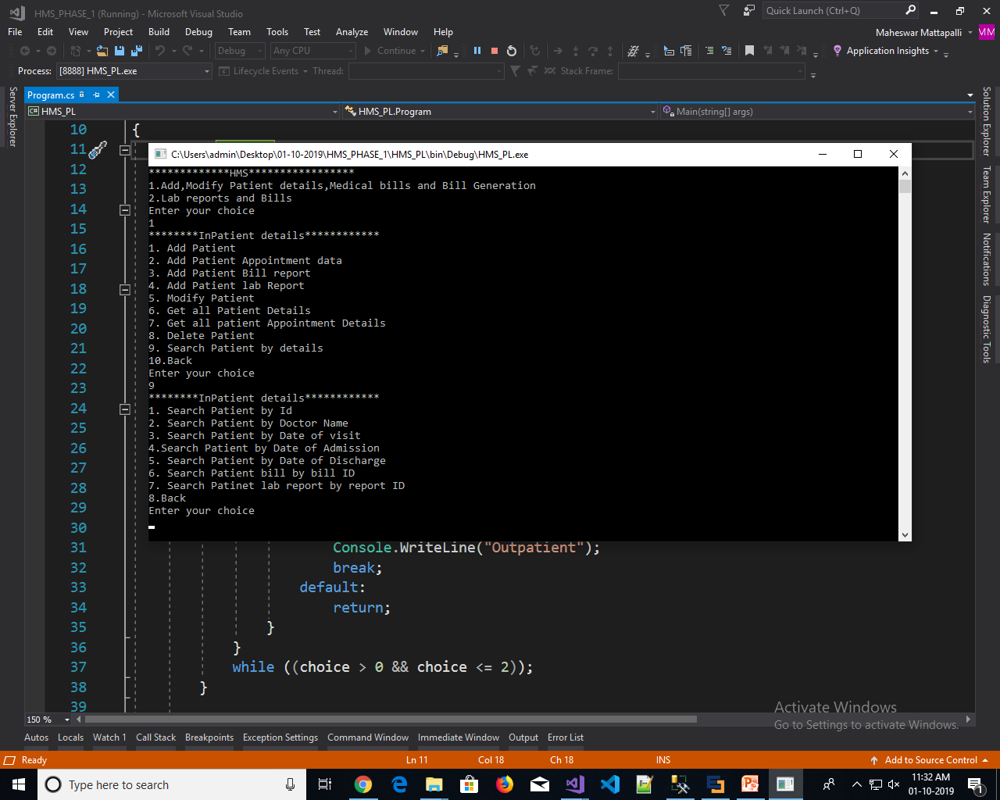 HMS_PHASE_1 (Running) - Microsoft Visual Studio
Quick Launch (Ctrl+Q)
File Edit View Project Build Debug Team Tools Test Analyze Window Help
Maheswar Mattapalli MM
Debug Any CPU Continue Application Insights
Process: [8888] HMS_PL.exe Lifecycle Events Thread: Stack Frame:
Program.cs
HMS_PL HMS_PL.Program Main(string[] args)
Server Explorer
Solution Explorer
Team Explorer
Notifications
Diagnostic Tools
10 {
11
12
13
14
15
16
17
18
19
20
21
22
23
24
25
26
27
28
29
30
C:\Users\admin\Desktop\01-10-2019\HMS_PHASE_1\HMS_PL\bin\Debug\HMS_PL.exe
*************HMS*****************
1.Add,Modify Patient details,Medical bills and Bill Generation
2.Lab reports and Bills
Enter your choice
1
********InPatient details************
1. Add Patient
2. Add Patient Appointment data
3. Add Patient Bill report
4. Add Patient lab Report
5. Modify Patient
6. Get all Patient Details
7. Get all patient Appointment Details
8. Delete Patient
9. Search Patient by details
10.Back
Enter your choice
9
********InPatient details************
1. Search Patient by Id
2. Search Patient by Doctor Name
3. Search Patient by Date of visit
4.Search Patient by Date of Admission
5. Search Patient by Date of Discharge
6. Search Patient bill by bill ID
7. Search Patinet lab report by report ID
8.Back
Enter your choice
31 Console.WriteLine("Outpatient");
32 break;
33 default:
34 return;
35 }
36 }
37 while ((choice > 0 && choice <= 2));
38 }
39
150 %
Activate Windows
Go to Settings to activate Windows.
Autos Locals Watch 1 Call Stack Breakpoints Exception Settings Command Window Immediate Window Output Error List
Ready Ln 11 Col 18 Ch 18 INS Add to Source Control
Type here to search
11:32 AM
01-10-2019
1